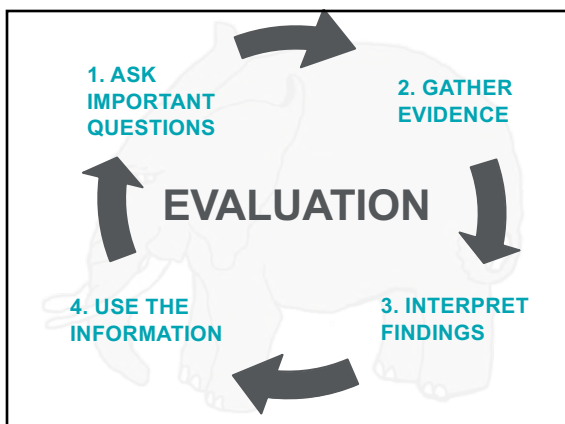 1. ASK
IMPORTANT
QUESTIONS
2. GATHER
EVIDENCE
EVALUATION
3. INTERPRET
FINDINGS
4. USE THE
INFORMATION